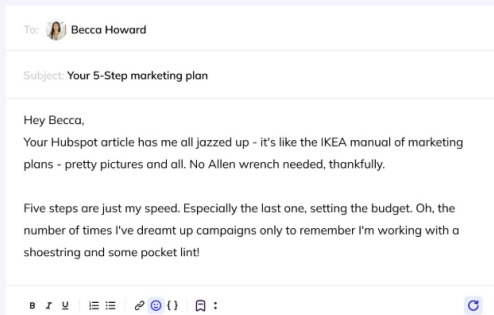 To: Becca Howard
Subject: Your 5-Step marketing plan
Hey Becca,
Your Hubspot article has me all jazzed up - it's like the IKEA manual of marketing
plans - pretty pictures and all. No Allen wrench needed, thankfully.
Five steps are just my speed. Especially the last one, setting the budget. Oh, the
number of times I've dreamt up campaigns only to remember I'm working with a
shoestring and some pocket lint!
B I U { }